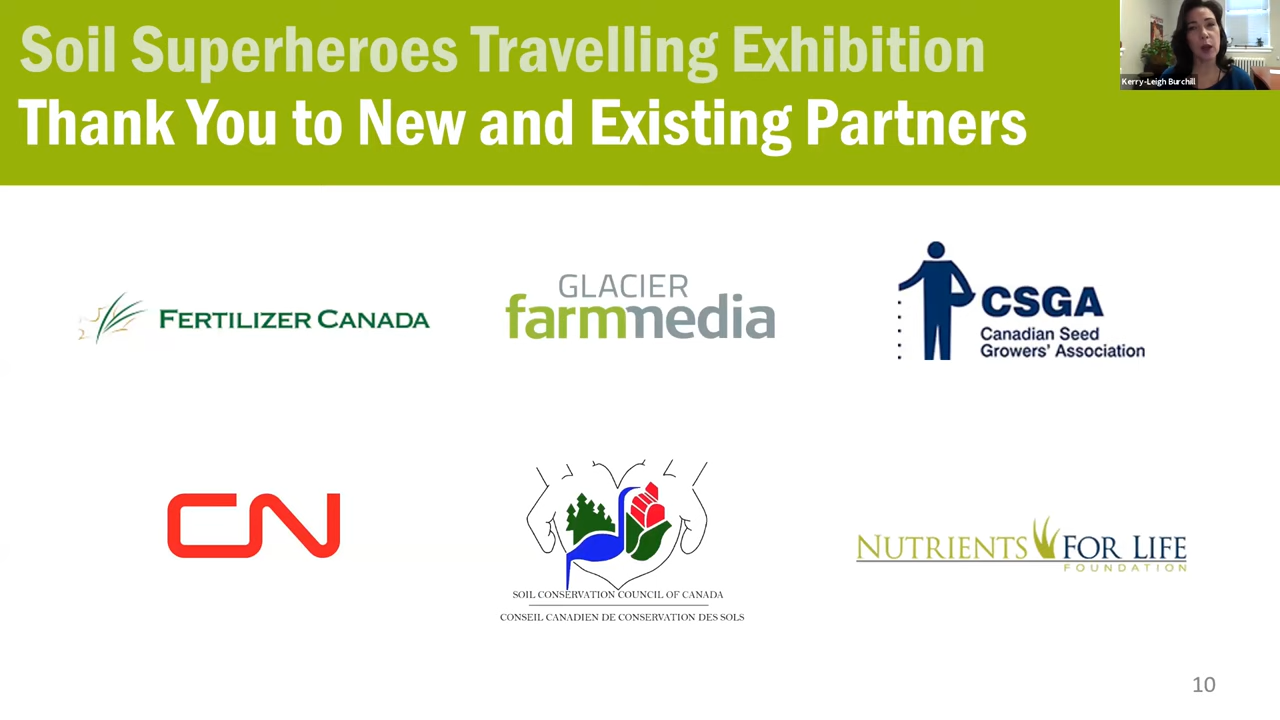 Soil Superheroes Travelling Exhibition
Thank You to New and Existing Partners
Kerry-Leigh Burchill
FERTILIZER CANADA
GLACIER
farmmedia
CSGA
Canadian Seed
Growers' Association
CN
SOIL CONSERVATION COUNCIL OF CANADA
CONSEIL CANADIEN DE CONSERVATION DES SOLS
NUTRIENTS FOR LIFE
FOUNDATION
10